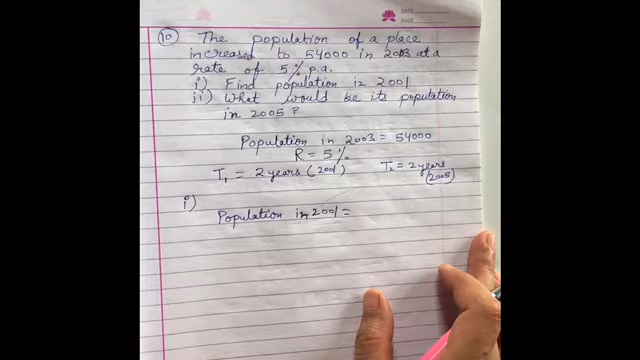 DATE
PAGE
10 The population of a place
increased to 54000 in 2003 at a
rate of 5% p.a.
i) Find population in 2001
ii) What would be its population
in 2005?
Population in 2003 = 54000
R = 5%
T₁ = 2 years (2001) T₂ = 2 years
(2005)
i)
Population in 2001 =